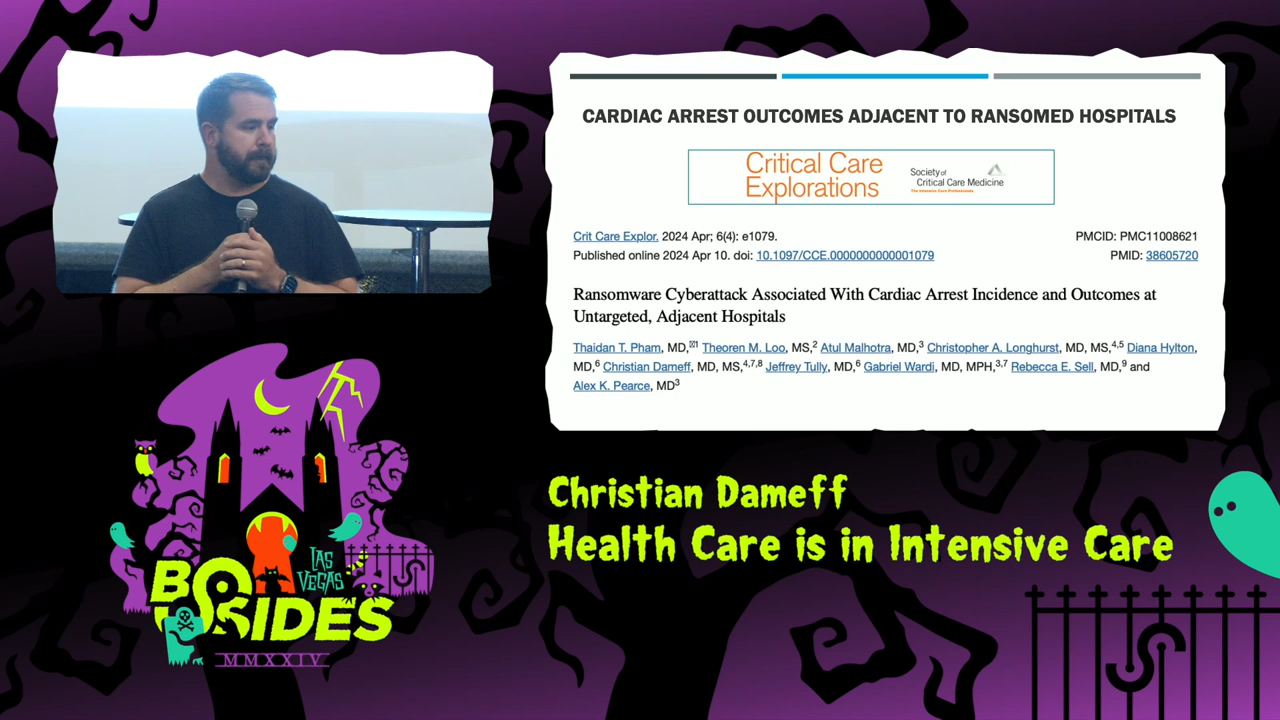 CARDIAC ARREST OUTCOMES ADJACENT TO RANSOMED HOSPITALS
Critical Care
Explorations
Society of
Critical Care Medicine
The Intensive Care Professionals
Crit Care Explor. 2024 Apr; 6(4): e1079.
PMCID: PMC11008621
Published online 2024 Apr 10. doi: 10.1097/CCE.0000000000001079
PMID: 38605720
Ransomware Cyberattack Associated With Cardiac Arrest Incidence and Outcomes at
Untargeted, Adjacent Hospitals
Thaidan T. Pham, MD,✉1 Theoren M. Loo, MS,2 Atul Malhotra, MD,3 Christopher A. Longhurst, MD, MS,4,5 Diana Hylton,
MD,6 Christian Dameff, MD, MS,4,7,8 Jeffrey Tully, MD,6 Gabriel Wardi, MD, MPH,3,7 Rebecca E. Sell, MD,9 and
Alex K. Pearce, MD3
Christian Dameff
Health Care is in Intensive Care
LAS
VEGAS
BSIDES
MMXXIV